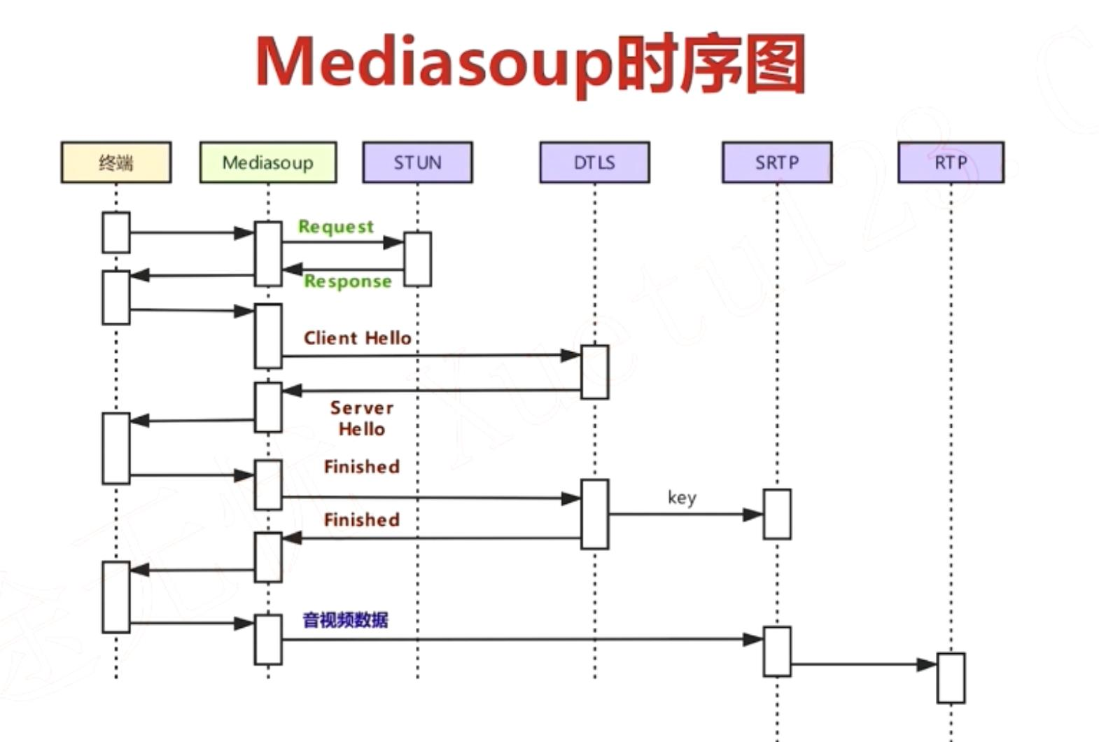 Mediasoup时序图
终端
Mediasoup
STUN
DTLS
SRTP
RTP
Request
Response
Client Hello
Server
Hello
Finished
key
Finished
音视频数据